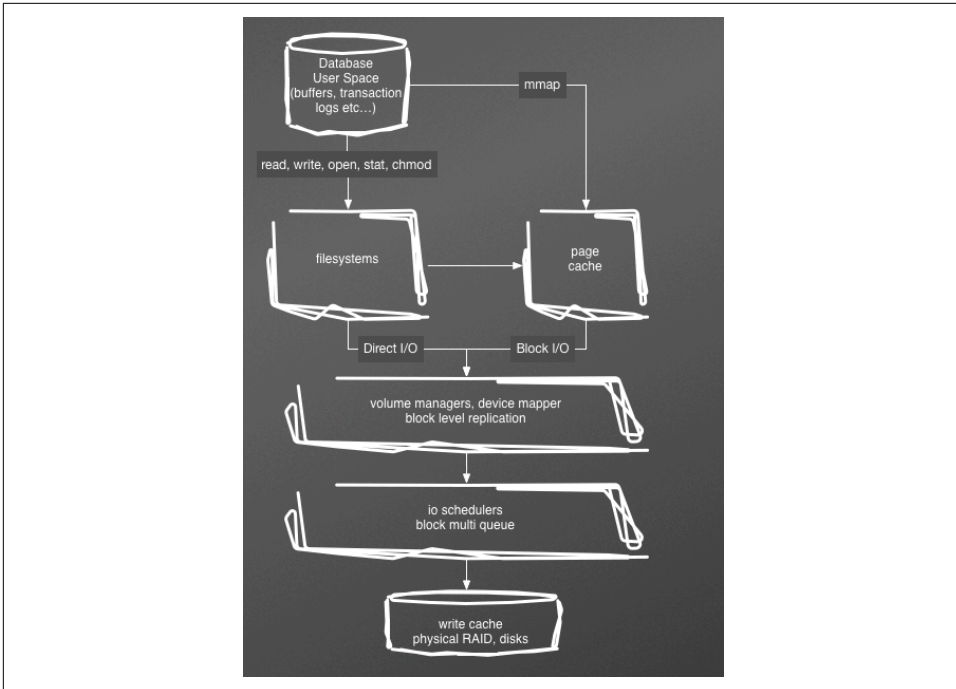 Database
User Space
(buffers, transaction
logs etc...)
mmap
read, write, open, stat, chmod
filesystems
page
cache
Direct I/O
Block I/O
volume managers, device mapper
block level replication
io schedulers
block multi queue
write cache
physical RAID, disks